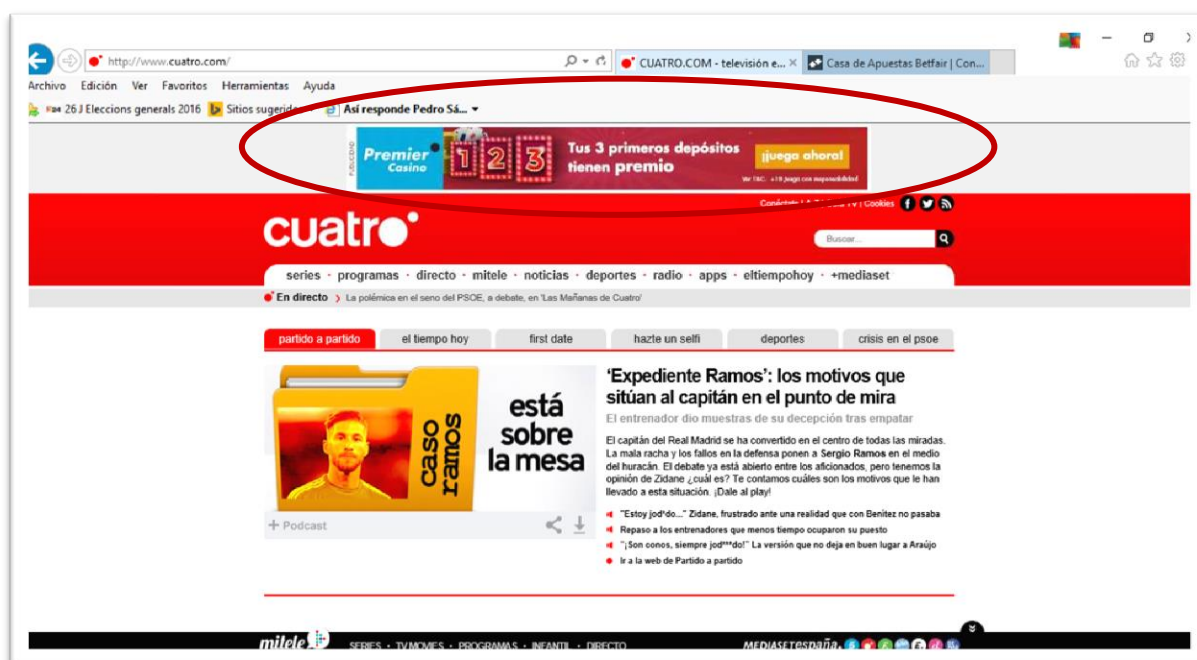 http://www.cuatro.com/
CUATRO.COM - televisión e... ×
Casa de Apuestas Betfair | Con...
Archivo Edición Ver Favoritos Herramientas Ayuda
26 J Eleccions generals 2016
Sitios
Así responde Pedro Sá...
PUBLICIDAD
Premier
Casino
1 2 3
Tus 3 primeros depósitos
tienen premio
¡juega ahora!
+18 Juega con responsabilidad
| Cookies
cuatro
Buscar...
series · programas · directo · mitele · noticias · deportes · radio · apps · eltiempohoy · +mediaset
En directo > La polémica en el seno del PSOE, a debate, en 'Las Mañanas de Cuatro'
partido a partido
el tiempo hoy
first date
hazte un selfi
deportes
crisis en el psoe
caso
ramos
está
sobre
la mesa
+ Podcast
'Expediente Ramos': los motivos que
sitúan al capitán en el punto de mira
El entrenador dio muestras de su decepción tras empatar
El capitán del Real Madrid se ha convertido en el centro de todas las miradas.
La mala racha y los fallos en la defensa ponen a Sergio Ramos en el medio
del huracán. El debate ya está abierto entre los aficionados, pero tenemos la
opinión de Zidane ¿cuál es? Te contamos cuáles son los motivos que le han
llevado a esta situación. ¡Dale al play!
"Estoy jod*do..." Zidane, frustrado ante una realidad que con Benítez no pasaba
Repaso a los entrenadores que menos tiempo ocuparon su puesto
"¡Son conos, siempre jod***do!" La versión que no deja en buen lugar a Araújo
Ir a la web de Partido a partido
mitele
SERIES · TVMOVIES · PROGRAMAS · INFANTIL · DIRECTO
MEDIASETespaña.